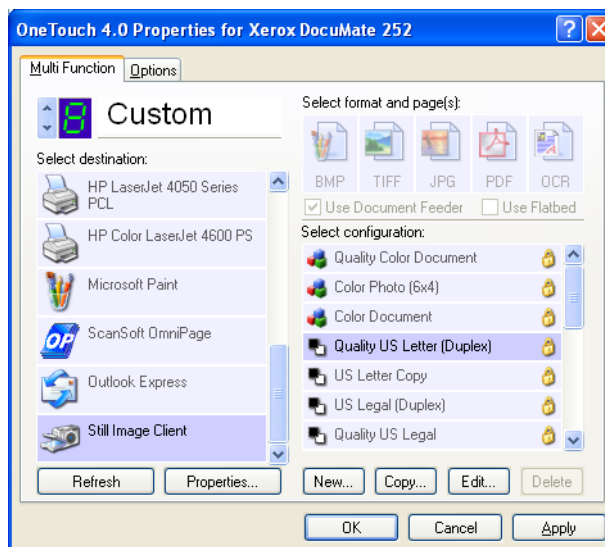 OneTouch 4.0 Properties for Xerox DocuMate 252
Multi Function
Options
8
Custom
Select destination:
HP LaserJet 4050 Series
PCL
HP Color LaserJet 4600 PS
Microsoft Paint
OP
ScanSoft OmniPage
Outlook Express
Still Image Client
Refresh
Properties...
Select format and page(s):
BMP
TIFF
JPG
PDF
OCR
Use Document Feeder
Use Flatbed
Select configuration:
Quality Color Document
Color Photo (6x4)
Color Document
Quality US Letter (Duplex)
US Letter Copy
US Legal (Duplex)
Quality US Legal
New...
Copy...
Edit...
Delete
OK
Cancel
Apply